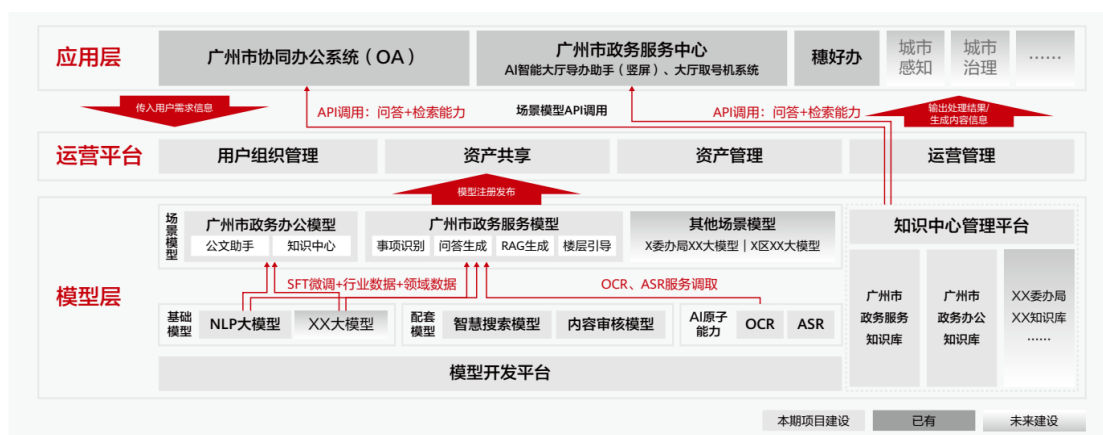 应用层
广州市协同办公系统（OA）
广州市政务服务中心
AI智能大厅导办助手（竖屏）、大厅取号机系统
穗好办
城市
感知
城市
治理
……
传入用户需求信息
API调用：问答+检索能力
场景模型API调用
API调用：问答+检索能力
输出处理结果/
生成内容信息
运营平台
用户组织管理
资产共享
资产管理
运营管理
模型注册发布
模型层
场景模型
广州市政务办公模型
公文助手
知识中心
广州市政务服务模型
事项识别
问答生成
RAG生成
楼层引导
其他场景模型
X委办局XX大模型｜X区XX大模型
SFT微调+行业数据+领域数据
OCR、ASR服务调取
基础
模型
NLP大模型
XX大模型
配套
模型
智慧搜索模型
内容审核模型
AI原子
能力
OCR
ASR
模型开发平台
知识中心管理平台
广州市
政务服务
知识库
广州市
政务办公
知识库
XX委办局
XX知识库
……
本期项目建设
已有
未来建设